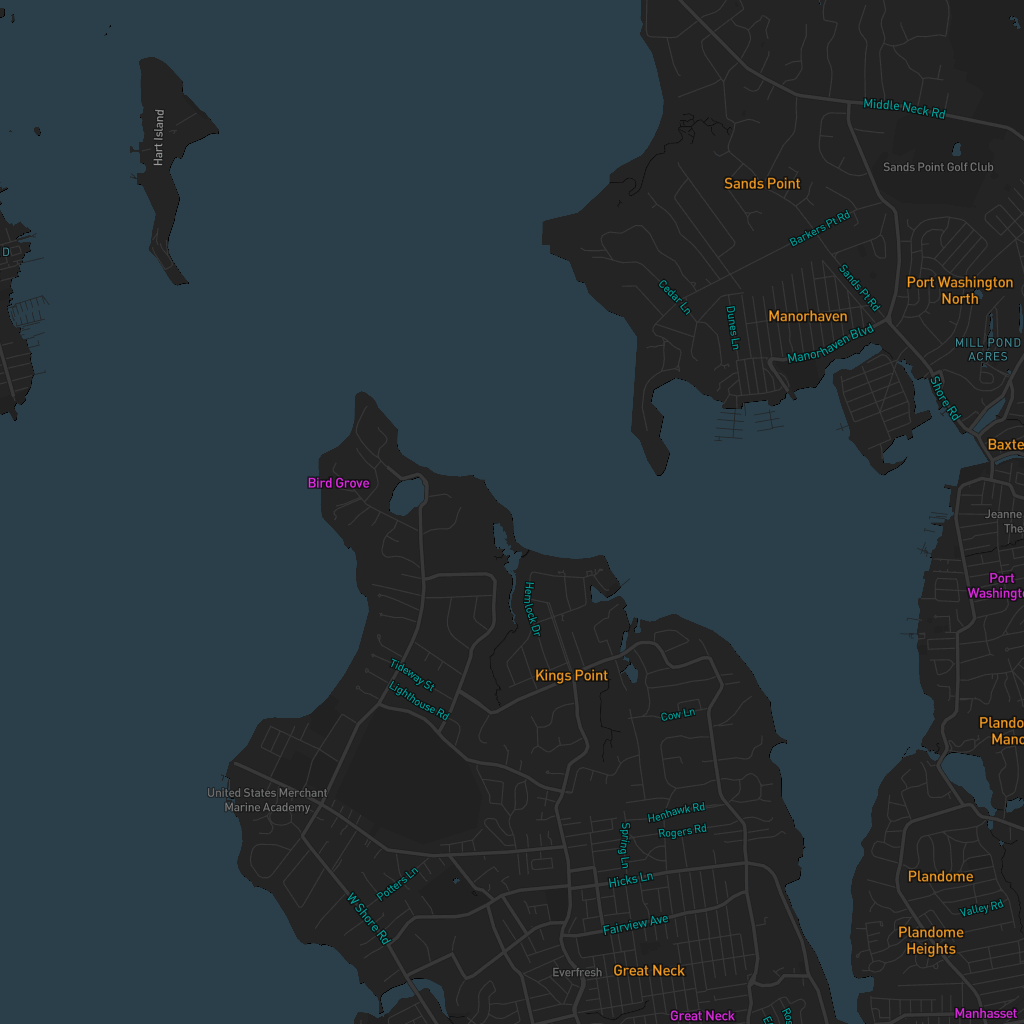 Middle Neck Rd
Hart Island
Sands Point Golf Club
Sands Point
Barkers Pt Rd
D
Sands Pt Rd
Port Washington
North
Cedar Ln
Dunes Ln
Manorhaven
Manorhaven Blvd
MILL POND
ACRES
Shore Rd
Baxte
Bird Grove
Jeanne
The
Port
Washingto
Hemlock Dr
Kings Point
Tideway St
Lighthouse Rd
Cow Ln
Plando
Mano
United States Merchant
Marine Academy
Henhawk Rd
Rogers Rd
Spring Ln
Hicks Ln
Potters Ln
W Shore Rd
Plandome
Valley Rd
Fairview Ave
Plandome
Heights
Everfresh
Great Neck
Great Neck
Manhasset